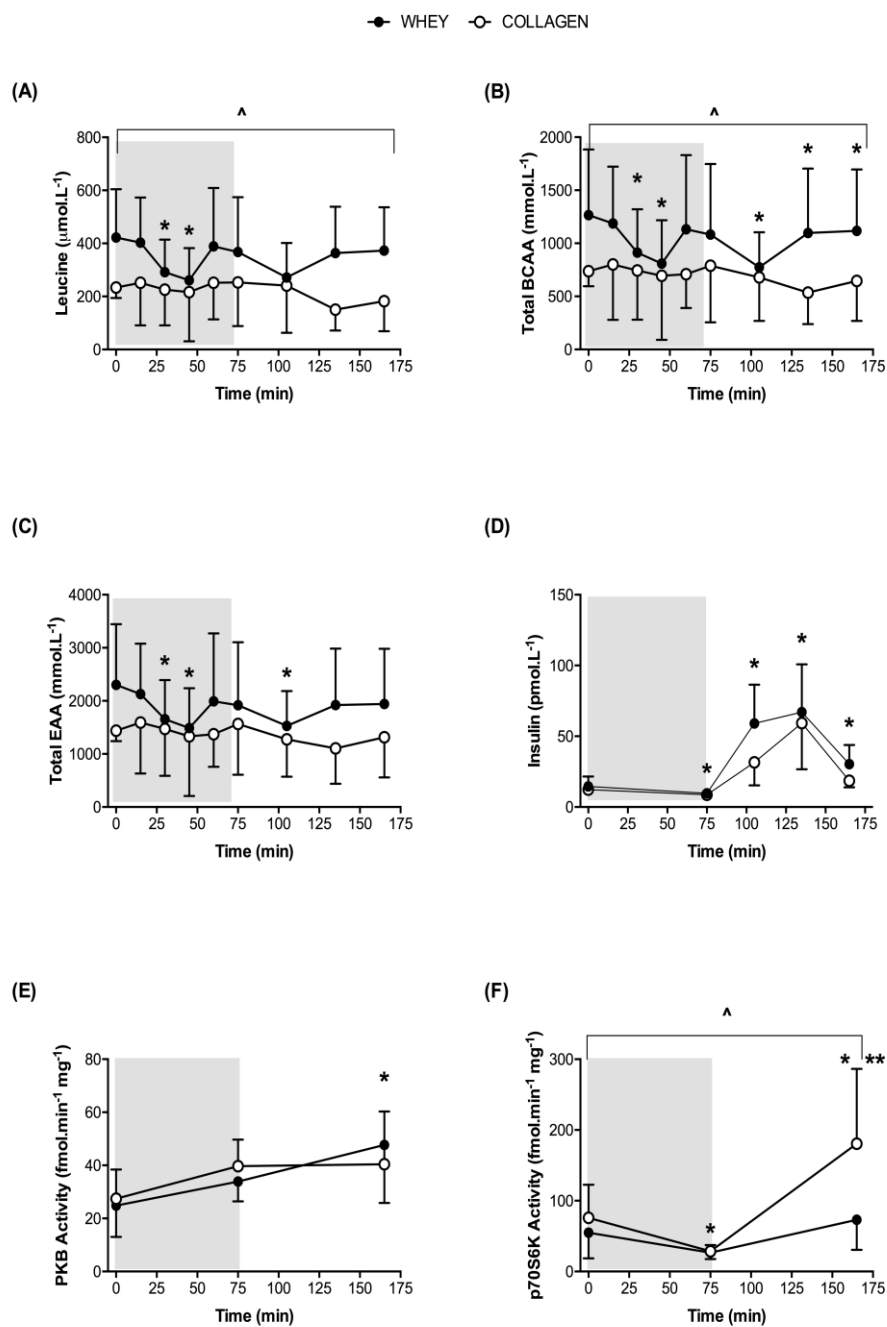 WHEY COLLAGEN
(A)
^
800
600
400
200
0
* *
Leucine (μmol.L⁻¹)
0 25 50 75 100 125 150 175
Time (min)
(B)
^
2000
1500
1000
500
0
* * * * *
Total BCAA (mmol.L⁻¹)
0 25 50 75 100 125 150 175
Time (min)
(C)
4000
3000
2000
1000
0
* * *
Total EAA (mmol.L⁻¹)
0 25 50 75 100 125 150 175
Time (min)
(D)
150
100
50
0
* * * *
Insulin (pmol.L⁻¹)
0 25 50 75 100 125 150 175
Time (min)
(E)
80
60
40
20
0
*
PKB Activity (fmol.min⁻¹ mg⁻¹)
0 25 50 75 100 125 150 175
Time (min)
(F)
^
300
200
100
0
* * **
p70S6K Activity (fmol.min⁻¹ mg⁻¹)
0 25 50 75 100 125 150 175
Time (min)